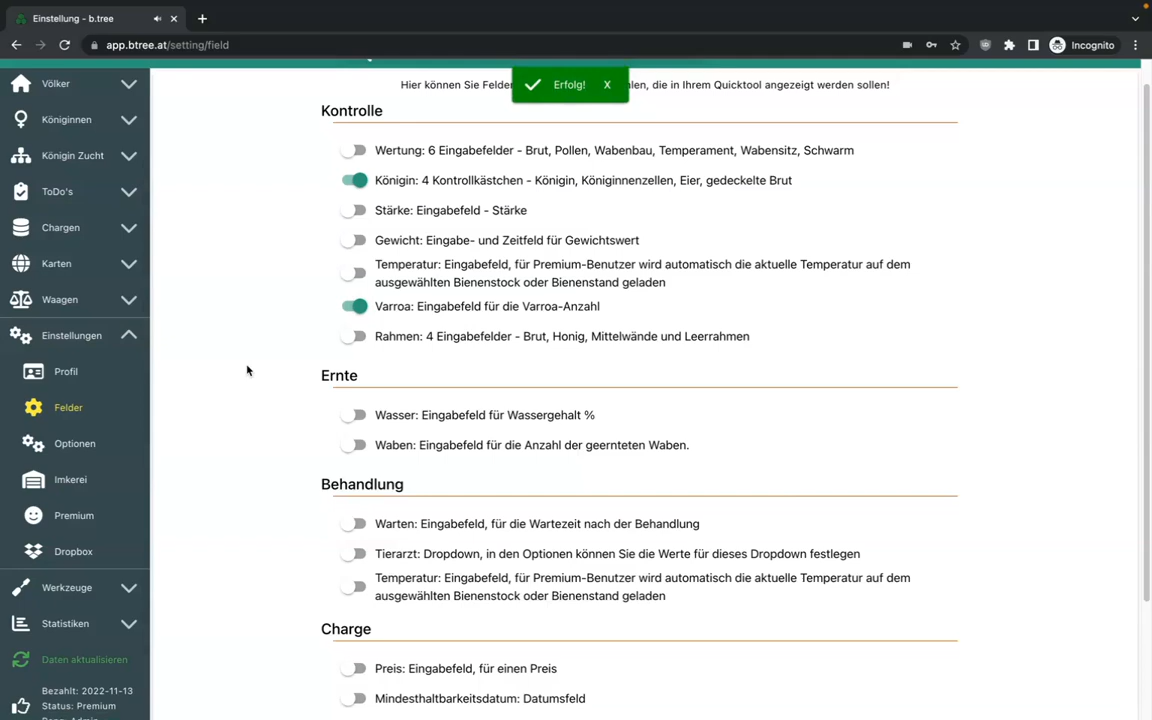 Einstellung - b.tree
app.btree.at/setting/field
Incognito
Hier können Sie Felder
Erfolg!
X
len, die in Ihrem Quicktool angezeigt werden sollen!
Völker
Königinnen
Königin Zucht
ToDo's
Chargen
Karten
Waagen
Einstellungen
Profil
Felder
Optionen
Imkerei
Premium
Dropbox
Werkzeuge
Statistiken
Daten aktualisieren
Bezahlt: 2022-11-13
Status: Premium
Kontrolle
Wertung: 6 Eingabefelder - Brut, Pollen, Wabenbau, Temperament, Wabensitz, Schwarm
Königin: 4 Kontrollkästchen - Königin, Königinnenzellen, Eier, gedeckelte Brut
Stärke: Eingabefeld - Stärke
Gewicht: Eingabe- und Zeitfeld für Gewichtswert
Temperatur: Eingabefeld, für Premium-Benutzer wird automatisch die aktuelle Temperatur auf dem
ausgewählten Bienenstock oder Bienenstand geladen
Varroa: Eingabefeld für die Varroa-Anzahl
Rahmen: 4 Eingabefelder - Brut, Honig, Mittelwände und Leerrahmen
Ernte
Wasser: Eingabefeld für Wassergehalt %
Waben: Eingabefeld für die Anzahl der geernteten Waben.
Behandlung
Warten: Eingabefeld, für die Wartezeit nach der Behandlung
Tierarzt: Dropdown, in den Optionen können Sie die Werte für dieses Dropdown festlegen
Temperatur: Eingabefeld, für Premium-Benutzer wird automatisch die aktuelle Temperatur auf dem
ausgewählten Bienenstock oder Bienenstand geladen
Charge
Preis: Eingabefeld, für einen Preis
Mindesthaltbarkeitsdatum: Datumsfeld